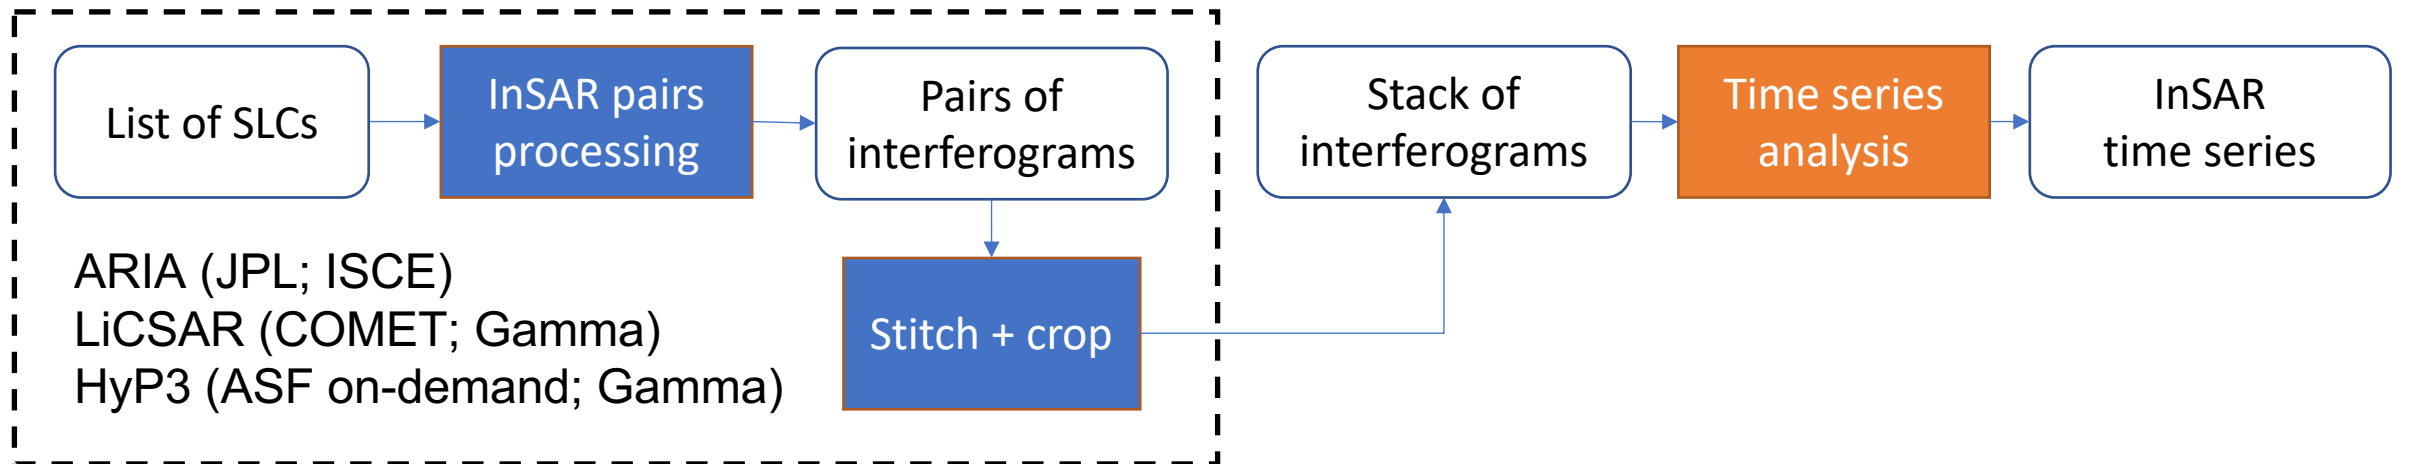 List of SLCs
InSAR pairs
processing
Pairs of
interferograms
Stack of
interferograms
Time series
analysis
InSAR
time series
ARIA (JPL; ISCE)
LiCSAR (COMET; Gamma)
HyP3 (ASF on-demand; Gamma)
Stitch + crop